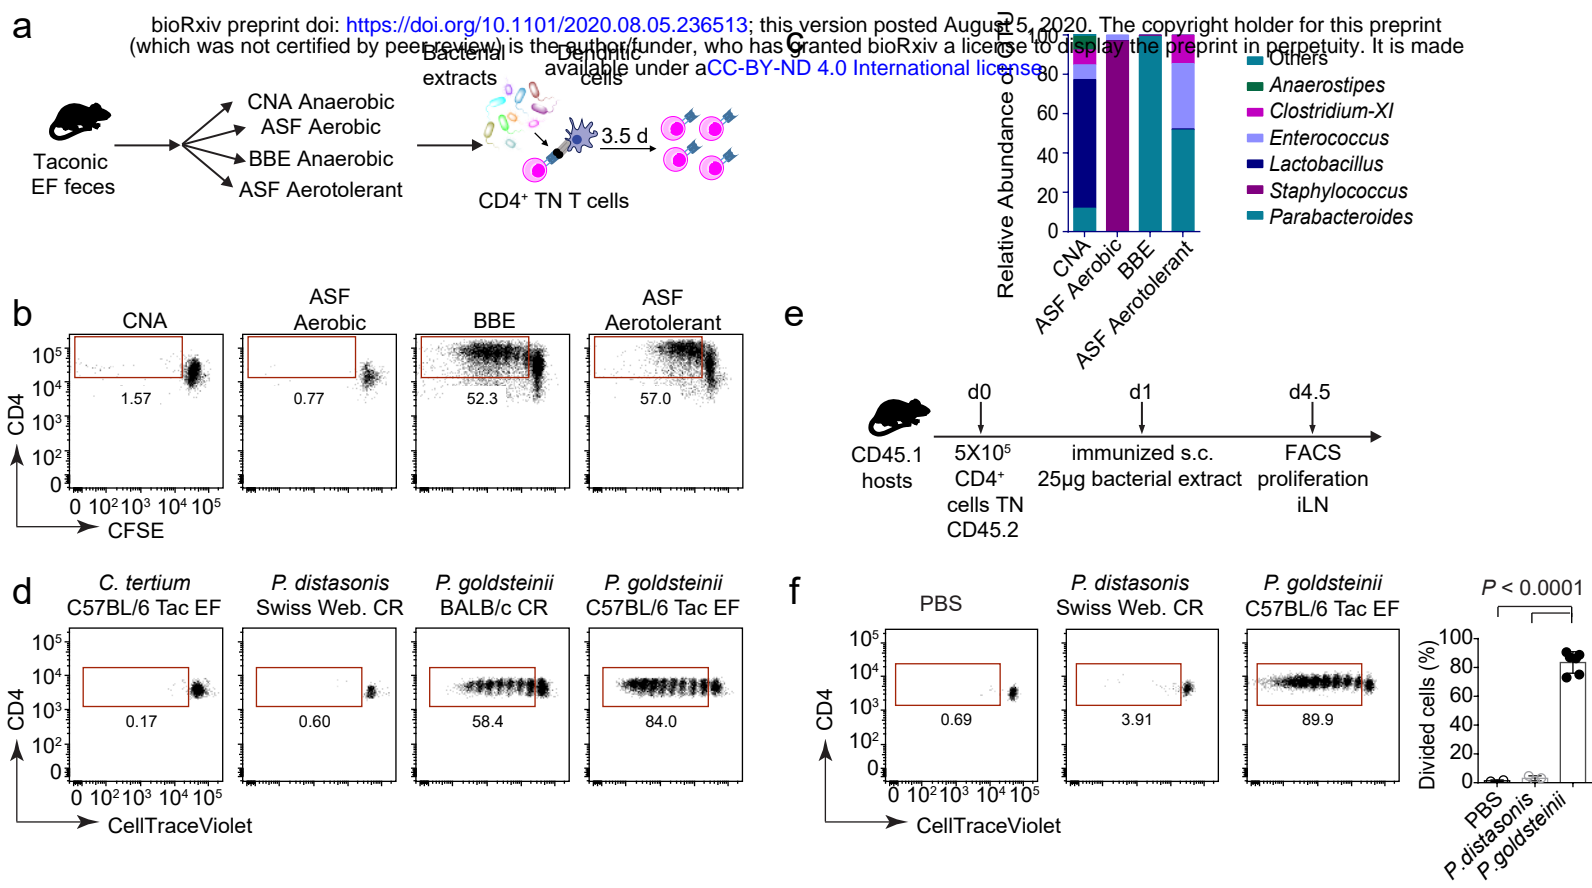 bioRxiv preprint doi: https://doi.org/10.1101/2020.08.05.236513; this version posted August 5, 2020. The copyright holder for this preprint
(which was not certified by peer review) is the author/funder, who has granted bioRxiv a license to display the preprint in perpetuity. It is made
available under aCC-BY-ND 4.0 International license.
a
Taconic
EF feces
CNA Anaerobic
ASF Aerobic
BBE Anaerobic
ASF Aerotolerant
Bacterial
extracts
Dendritic
cells
3.5 d
CD4⁺ TN T cells
c
Relative Abundance of OTU
100
80
60
40
20
0
CNA
ASF Aerobic
BBE
ASF Aerotolerant
Others
Anaerostipes
Clostridium-XI
Enterococcus
Lactobacillus
Staphylococcus
Parabacteroides
b
CNA
ASF
Aerobic
BBE
ASF
Aerotolerant
10⁵
10⁴
10³
10²
0
CD4
1.57
0.77
52.3
57.0
0 10² 10³ 10⁴ 10⁵
CFSE
e
d0
d1
d4.5
CD45.1
hosts
5X10⁵
CD4⁺
cells TN
CD45.2
immunized s.c.
25µg bacterial extract
FACS
proliferation
iLN
d
C. tertium
C57BL/6 Tac EF
P. distasonis
Swiss Web. CR
P. goldsteinii
BALB/c CR
P. goldsteinii
C57BL/6 Tac EF
10⁵
10⁴
10³
10²
0
CD4
0.17
0.60
58.4
84.0
0 10² 10³ 10⁴ 10⁵
CellTraceViolet
f
PBS
P. distasonis
Swiss Web. CR
P. goldsteinii
C57BL/6 Tac EF
10⁵
10⁴
10³
10²
0
CD4
0.69
3.91
89.9
0 10² 10³ 10⁴ 10⁵
CellTraceViolet
P < 0.0001
Divided cells (%)
100
80
60
40
20
0
PBS
P.distasonis
P.goldsteinii